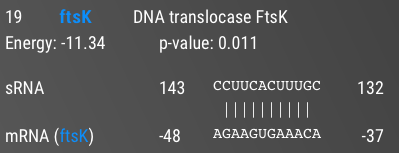 19 ftsK DNA translocase FtsK
Energy: -11.34 p-value: 0.011
sRNA 143 CCUUCACUUUGC 132
||||||||||
mRNA (ftsK) -48 AGAAGUGAAACA -37